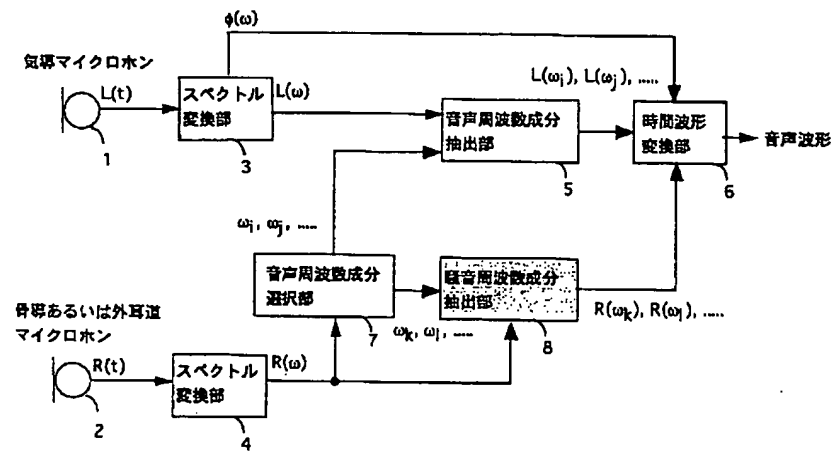 φ(ω)
気導マイクロホン
L(t)
1
スペクトル
変換部
3
L(ω)
音声周波数成分
抽出部
5
L(ωi), L(ωj), .....
時間波形
変換部
6
音声波形
ωi, ωj, .....
音声周波数成分
選択部
7
ωk, ωl, .....
騒音周波数成分
抽出部
8
R(ωk), R(ωl), .....
骨導あるいは外耳道
マイクロホン
R(t)
2
スペクトル
変換部
4
R(ω)